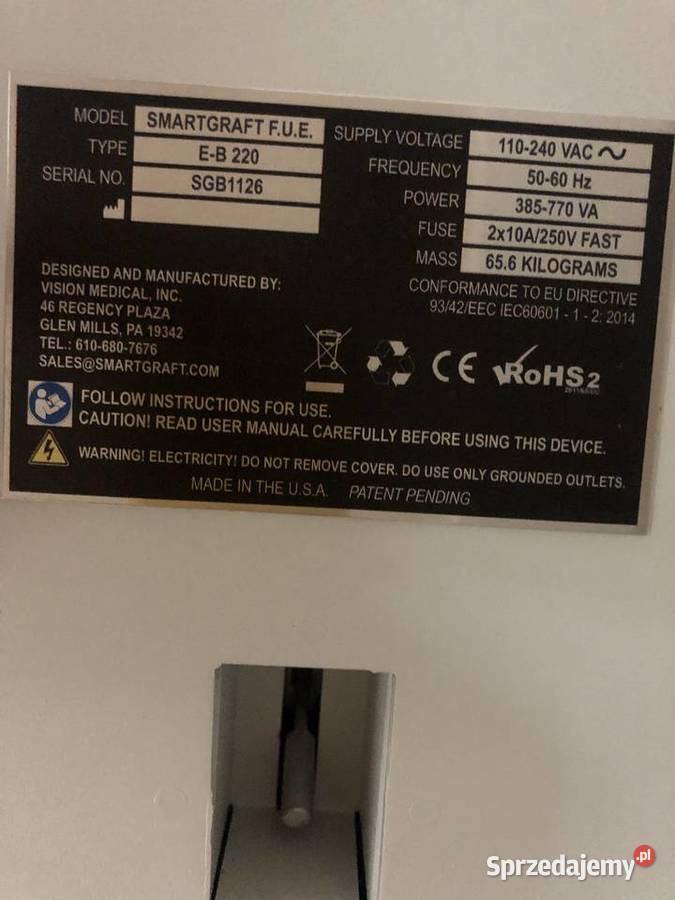 MODEL SMARTGRAFT F.U.E.
TYPE E-B 220
SERIAL NO. SGB1126
SUPPLY VOLTAGE 110-240 VAC
FREQUENCY 50-60 Hz
POWER 385-770 VA
FUSE 2x10A/250V FAST
MASS 65.6 KILOGRAMS
DESIGNED AND MANUFACTURED BY:
VISION MEDICAL, INC.
46 REGENCY PLAZA
GLEN MILLS, PA 19342
TEL.: 610-680-7676
SALES@SMARTGRAFT.COM
CONFORMANCE TO EU DIRECTIVE
93/42/EEC IEC60601 - 1 - 2: 2014
CE
RoHS 2
FOLLOW INSTRUCTIONS FOR USE.
CAUTION! READ USER MANUAL CAREFULLY BEFORE USING THIS DEVICE.
WARNING! ELECTRICITY! DO NOT REMOVE COVER. DO USE ONLY GROUNDED OUTLETS.
MADE IN THE U.S.A. PATENT PENDING
Sprzedajemy.pl